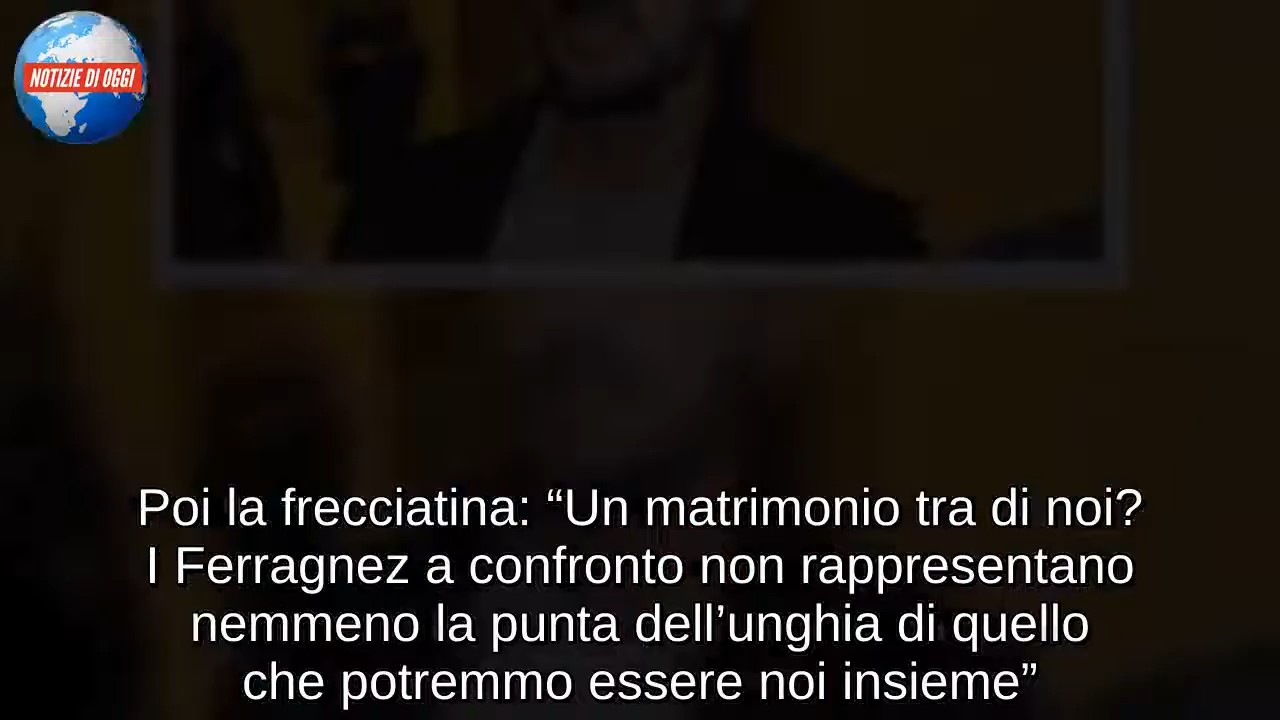 NOTIZIE DI OGGI
Poi la frecciatina: “Un matrimonio tra di noi?
I Ferragnez a confronto non rappresentano
nemmeno la punta dell’unghia di quello
che potremmo essere noi insieme”